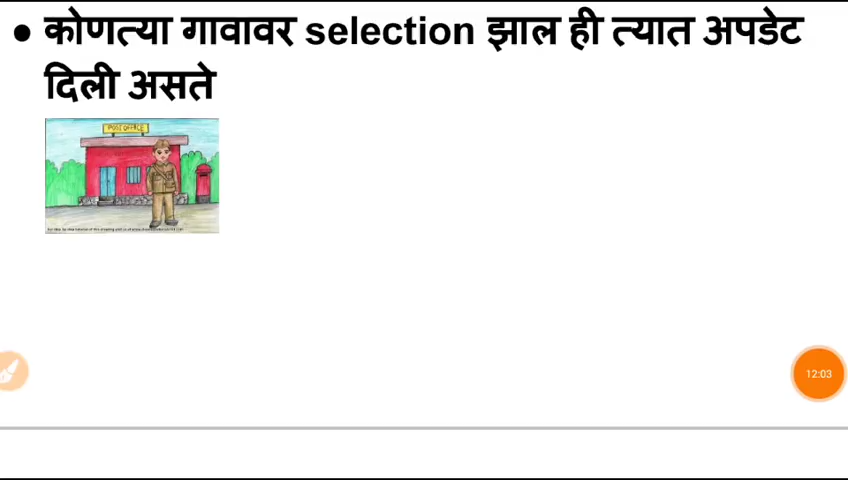 • कोणत्या गावावर selection झाल ही त्यात अपडेट
दिली असते
POST OFFICE
12:03